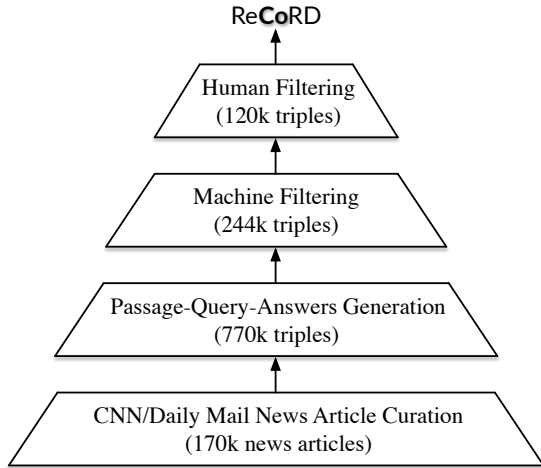 ReCoRD
Human Filtering
(120k triples)
Machine Filtering
(244k triples)
Passage-Query-Answers Generation
(770k triples)
CNN/Daily Mail News Article Curation
(170k news articles)